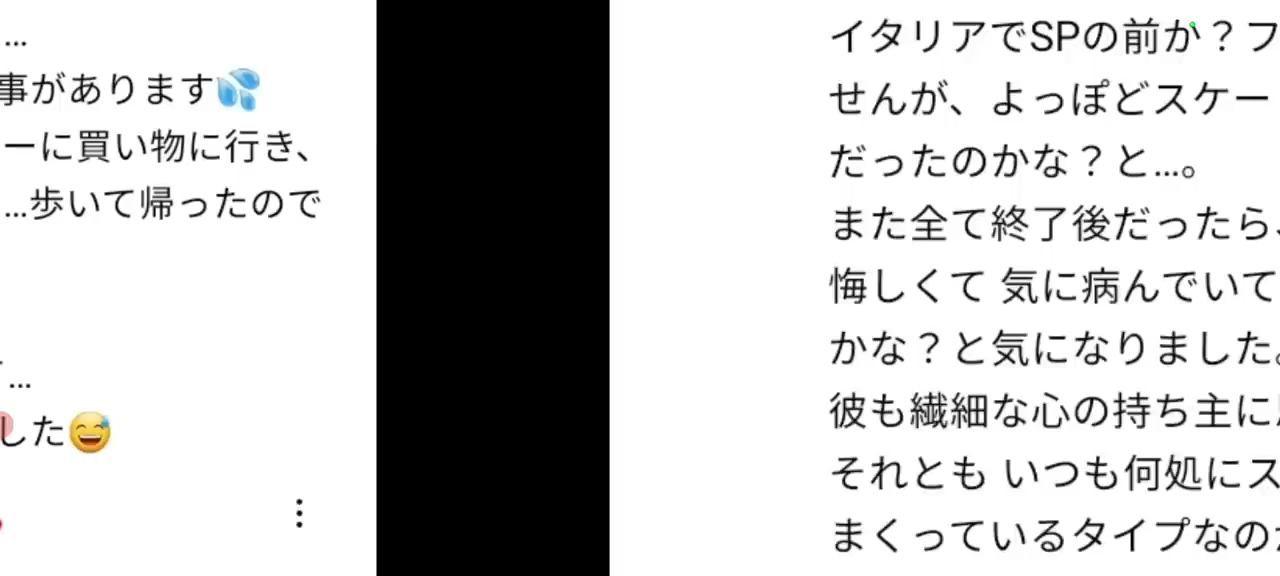 …
事があります💦
ーに買い物に行き、
…歩いて帰ったので
…
した😅
イタリアでSPの前か？フ
せんが、よっぽどスケー
だったのかな？と…。
また全て終了後だったら、
悔しくて 気に病んでいて
かな？と気になりました。
彼も繊細な心の持ち主に
それとも いつも何処にス
まくっているタイプなの